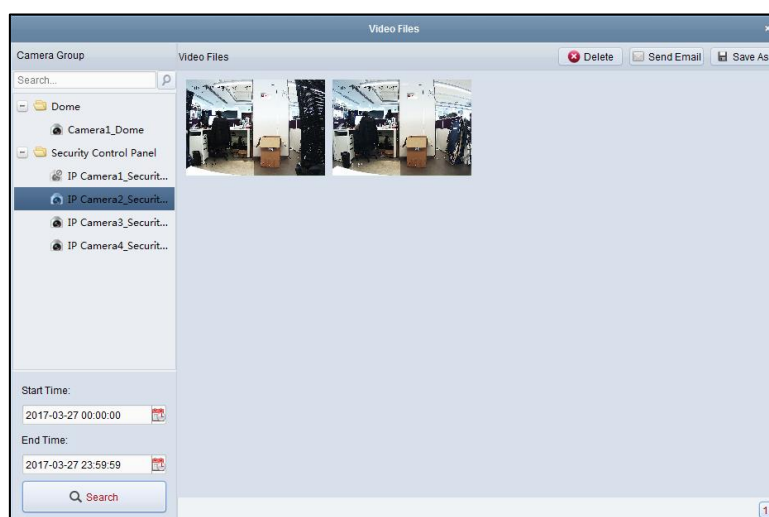 Video Files
Camera Group
Video Files
Delete
Send Email
Save As
Search...
Dome
Camera1_Dome
Security Control Panel
IP Camera1_Securit...
IP Camera2_Securit...
IP Camera3_Securit...
IP Camera4_Securit...
Start Time:
2017-03-27 00:00:00
End Time:
2017-03-27 23:59:59
Search
1